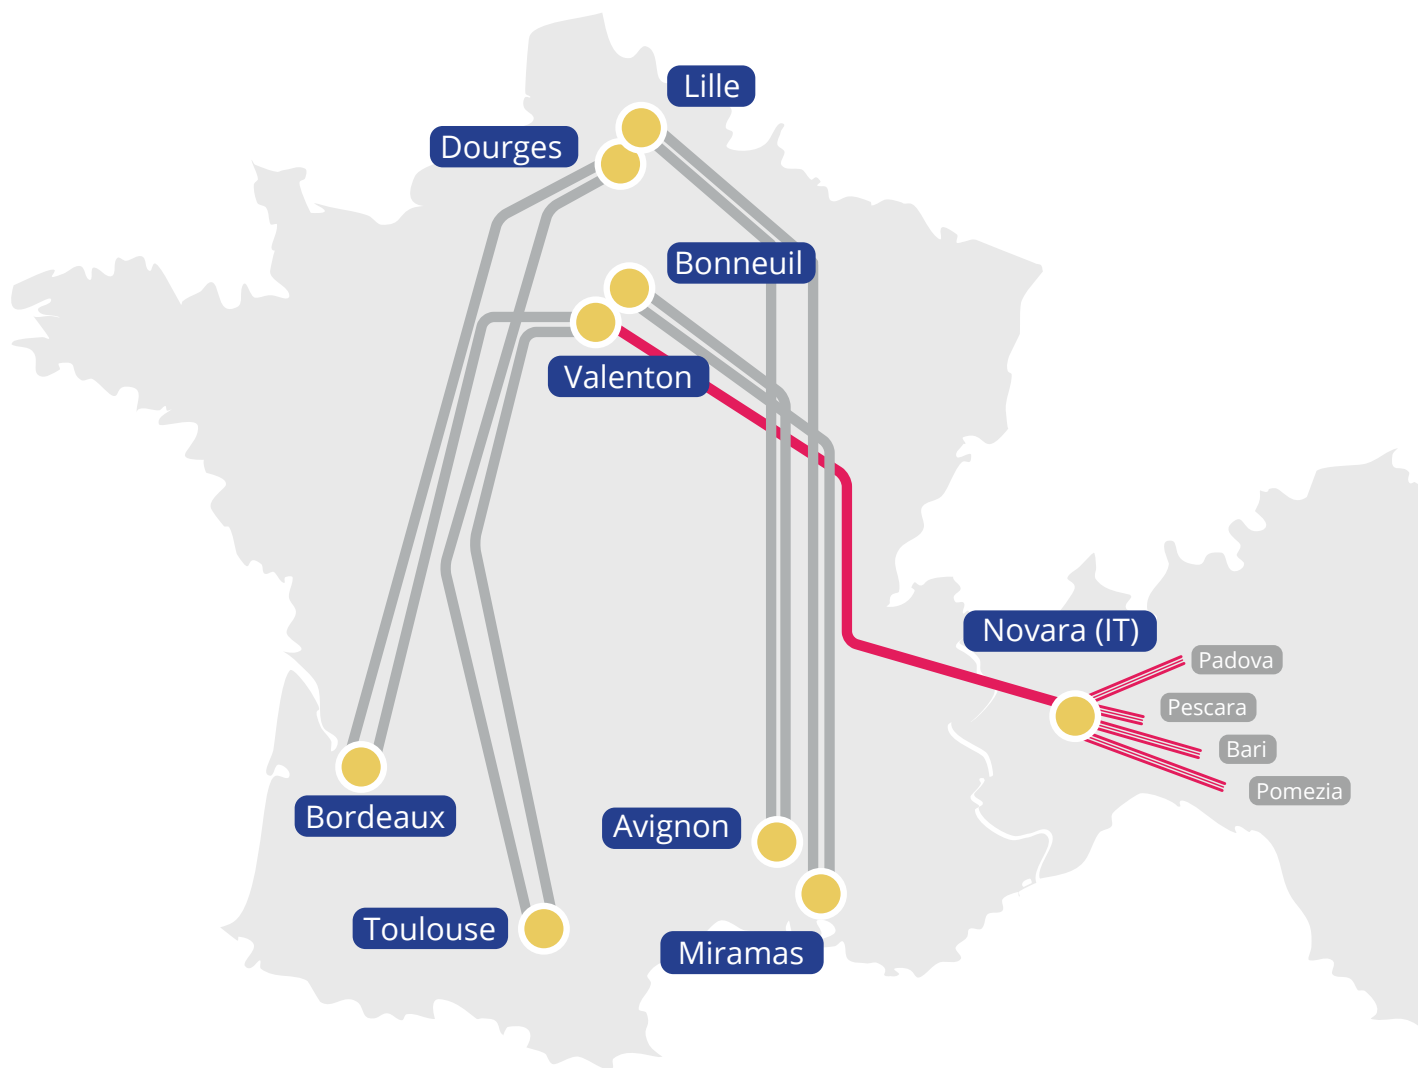 Lille
Dourges
Bonneuil
Valenton
Novara (IT)
Padova
Pescara
Bari
Pomezia
Bordeaux
Avignon
Toulouse
Miramas